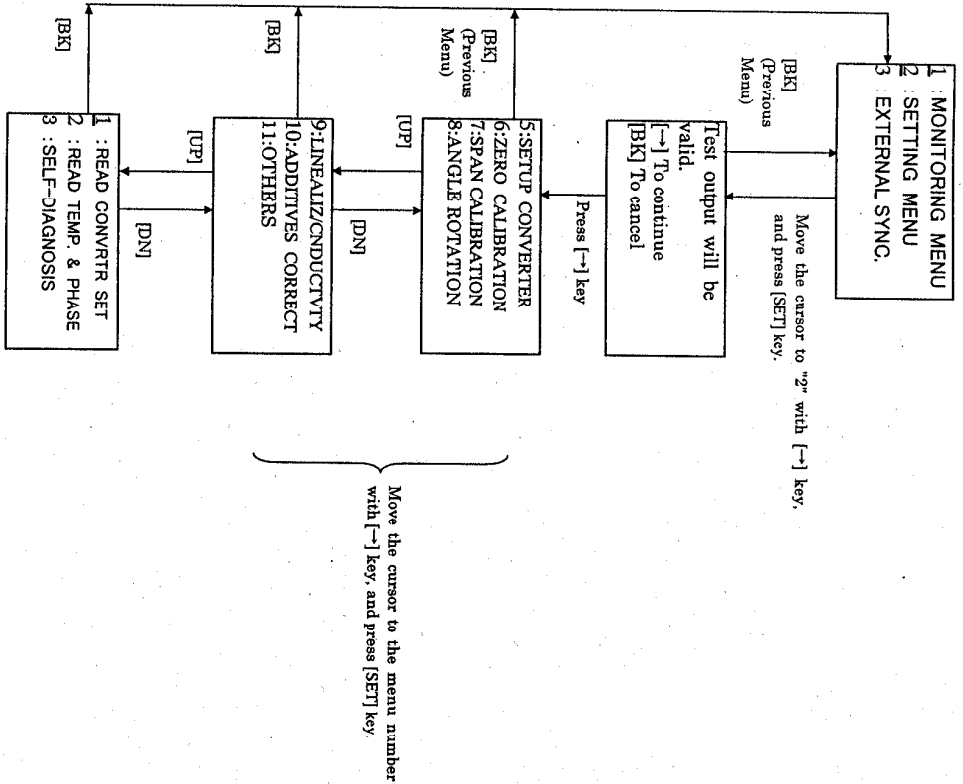 1 :MONITORING MENU
2 :SETTING MENU
3 EXTERNAL SYNC.
[BK]
(Previous
Menu)
Move the cursor to "2" with [→] key,
and press [SET] key.
Test output will be
valid.
[→] To continue
[BK] To cancel
Press [→] key
[BK]
(Previous
Menu)
5:SETUP CONVERTER
6:ZERO CALIBRATION
7:SPAN CALIBRATION
8:ANGLE ROTATION
[UP]
[DN]
[BK]
9:LINEALIZ/CNDUCTVTY
10:ADDITIVES CORRECT
11:OTHERS
Move the cursor to the menu number
with [→] key, and press [SET] key
[UP]
[DN]
[BK]
1 :READ CONVRTR SET
2 :READ TEMP. & PHASE
3 :SELF-DIAGNOSIS